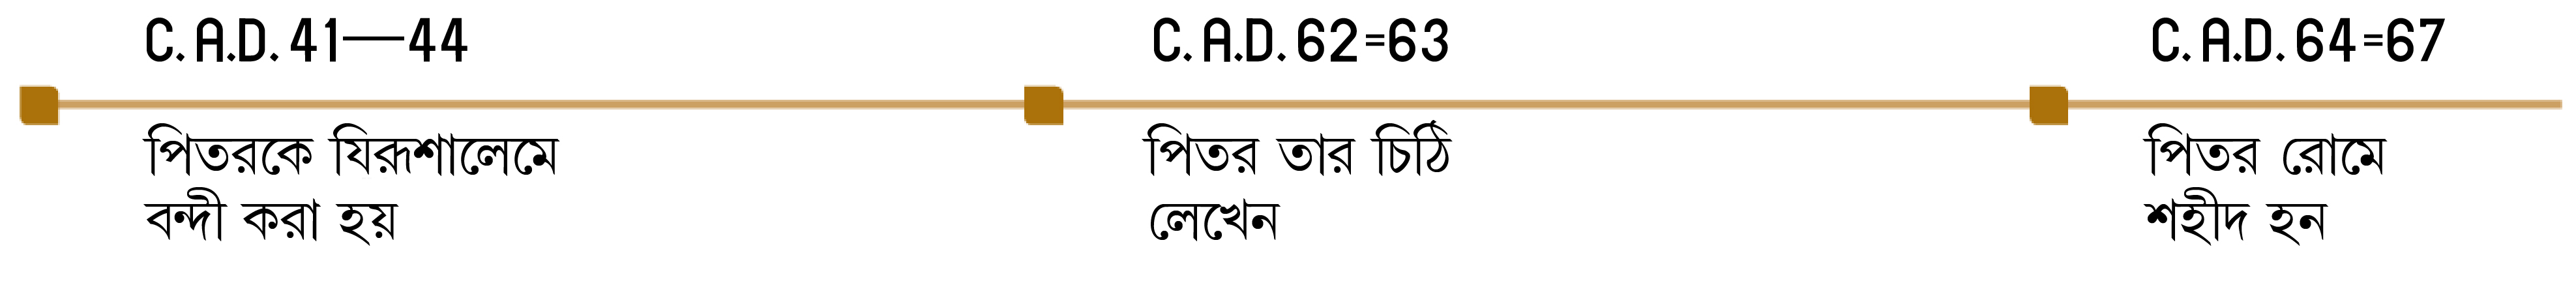 C. A.D. 41—44
পিতরকে যিরূশালেমে
বন্দী করা হয়
C. A.D. 62=63
পিতর তার চিঠি
লেখেন
C. A.D. 64=67
পিতর রোমে
শহীদ হন